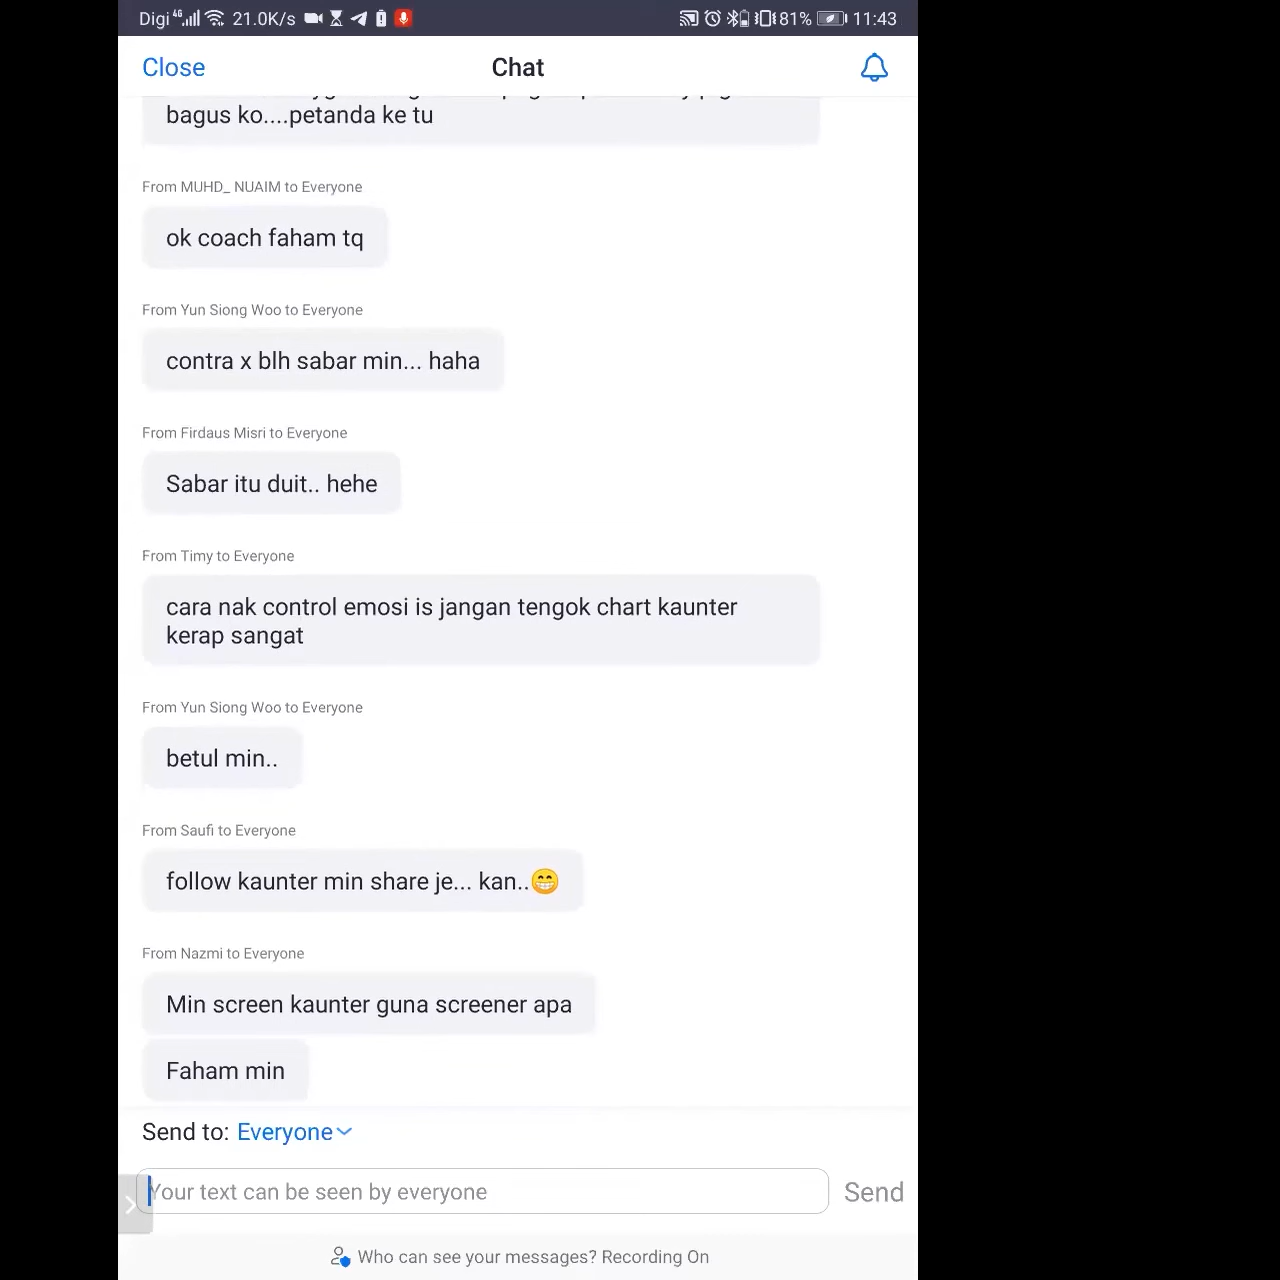 Digi 4G 21.0K/s 81% 11:43
Close Chat
bagus ko....petanda ke tu
From MUHD_ NUAIM to Everyone
ok coach faham tq
From Yun Siong Woo to Everyone
contra x blh sabar min... haha
From Firdaus Misri to Everyone
Sabar itu duit.. hehe
From Timy to Everyone
cara nak control emosi is jangan tengok chart kaunter
kerap sangat
From Yun Siong Woo to Everyone
betul min..
From Saufi to Everyone
follow kaunter min share je... kan..😁
From Nazmi to Everyone
Min screen kaunter guna screener apa
Faham min
Send to: Everyone
Your text can be seen by everyone Send
Who can see your messages? Recording On